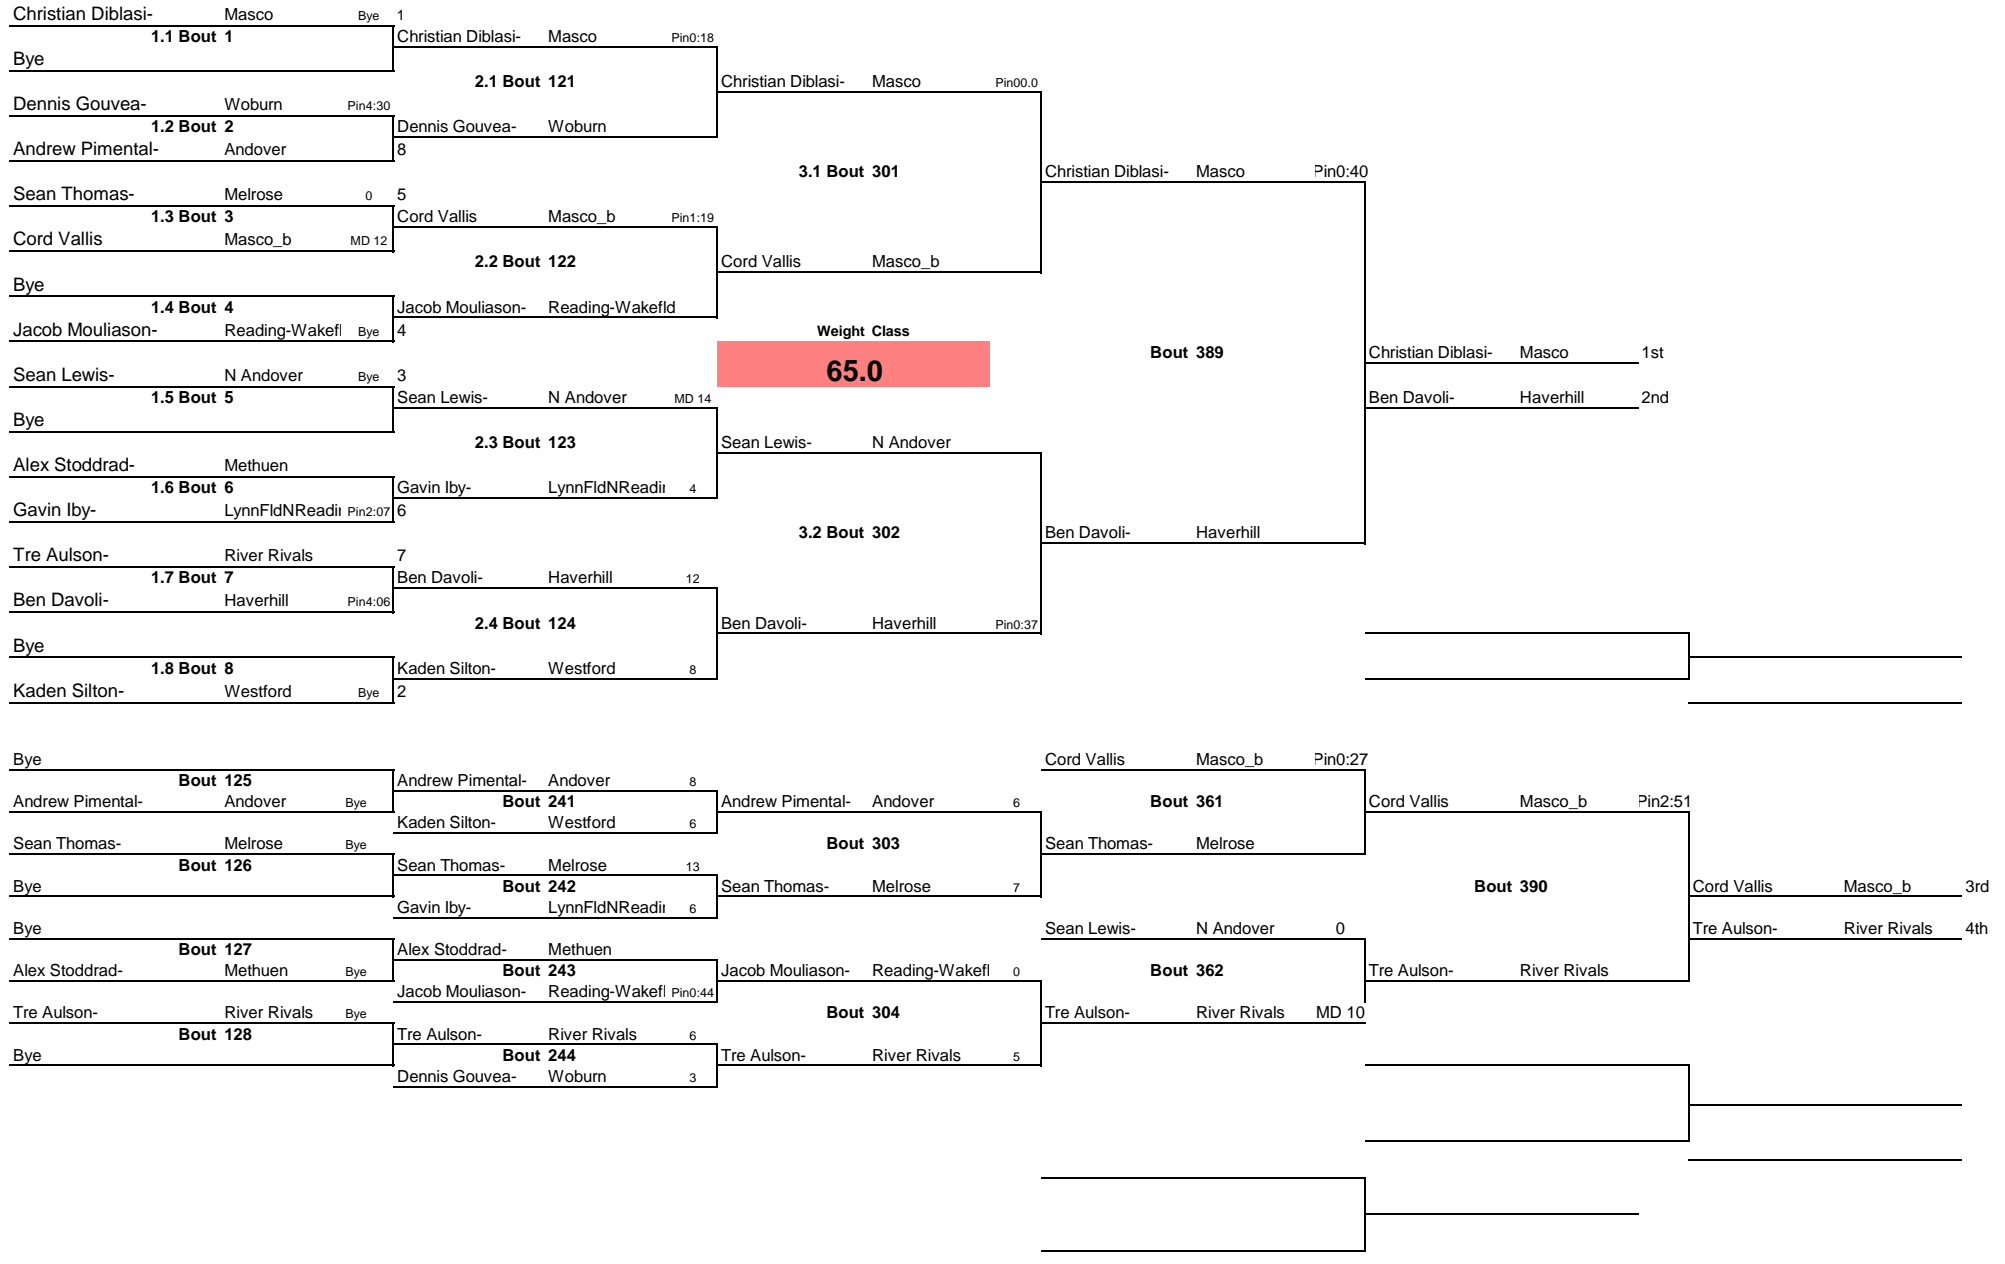 Christian Diblasi- Masco Bye 1
1.1 Bout 1 Christian Diblasi- Masco Pin0:18
Bye
2.1 Bout 121 Christian Diblasi- Masco Pin00.0
Dennis Gouvea- Woburn Pin4:30
1.2 Bout 2 Dennis Gouvea- Woburn
Andrew Pimental- Andover 8
3.1 Bout 301 Christian Diblasi- Masco Pin0:40
Sean Thomas- Melrose 0 5
1.3 Bout 3 Cord Vallis Masco_b Pin1:19
Cord Vallis Masco_b MD 12
2.2 Bout 122 Cord Vallis Masco_b
Bye
1.4 Bout 4 Jacob Mouliason- Reading-Wakefld
Jacob Mouliason- Reading-Wakefl Bye 4 Weight Class
Bout 389 Christian Diblasi- Masco 1st
65.0
Sean Lewis- N Andover Bye 3
1.5 Bout 5 Sean Lewis- N Andover MD 14 Ben Davoli- Haverhill 2nd
Bye
2.3 Bout 123 Sean Lewis- N Andover
Alex Stoddrad- Methuen
1.6 Bout 6 Gavin Iby- LynnFldNReadin 4
Gavin Iby- LynnFldNReadin Pin2:07 6
3.2 Bout 302 Ben Davoli- Haverhill
Tre Aulson- River Rivals 7
1.7 Bout 7 Ben Davoli- Haverhill 12
Ben Davoli- Haverhill Pin4:06
2.4 Bout 124 Ben Davoli- Haverhill Pin0:37
Bye
1.8 Bout 8 Kaden Silton- Westford 8
Kaden Silton- Westford Bye 2
Bye Cord Vallis Masco_b Pin0:27
Bout 125 Andrew Pimental- Andover 8
Andrew Pimental- Andover Bye Bout 241 Andrew Pimental- Andover 6 Bout 361 Cord Vallis Masco_b Pin2:51
Kaden Silton- Westford 6
Sean Thomas- Melrose Bye Bout 303 Sean Thomas- Melrose
Bout 126 Sean Thomas- Melrose 13
Bye Bout 242 Sean Thomas- Melrose 7 Bout 390 Cord Vallis Masco_b 3rd
Gavin Iby- LynnFldNReadin 6
Bye Sean Lewis- N Andover 0 Tre Aulson- River Rivals 4th
Bout 127 Alex Stoddrad- Methuen
Alex Stoddrad- Methuen Bye Bout 243 Jacob Mouliason- Reading-Wakefl 0 Bout 362 Tre Aulson- River Rivals
Jacob Mouliason- Reading-Wakefl Pin0:44
Tre Aulson- River Rivals Bye Bout 304 Tre Aulson- River Rivals MD 10
Bout 128 Tre Aulson- River Rivals 6
Bye Bout 244 Tre Aulson- River Rivals 5
Dennis Gouvea- Woburn 3